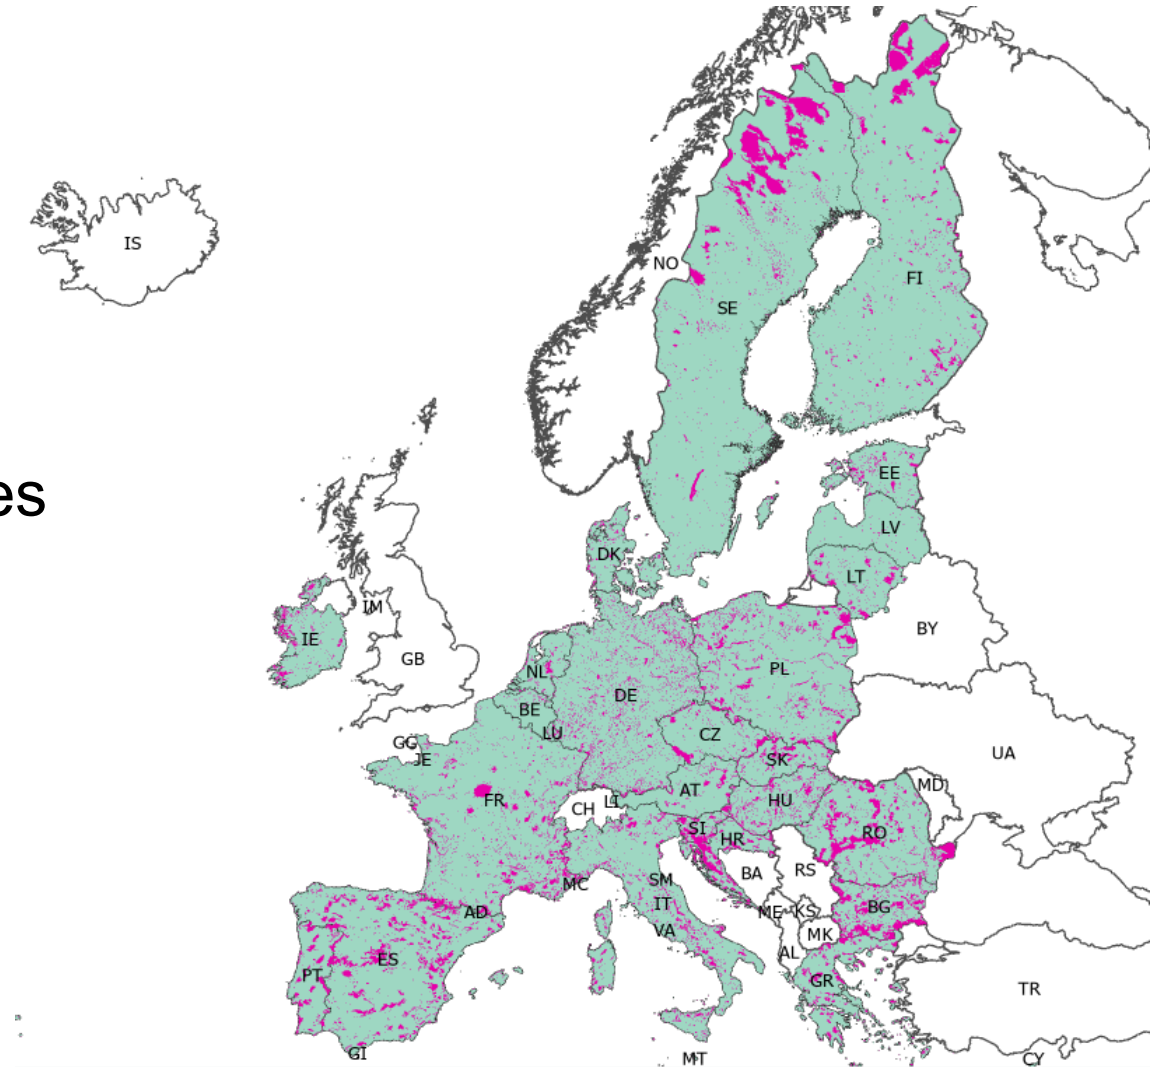 IS
NO
FI
SE
es
EE
LV
DK
LT
IM
BY
IE
GB
NL
PL
DE
BE
LU
CZ
GG
JE
UA
SK
MD
AT
FR
HU
CH
LI
SI
RO
HR
BA
RS
MC
SM
IT
AD
ME
KS
BG
VA
MK
AL
ES
PT
GR
TR
GI
MT
CY